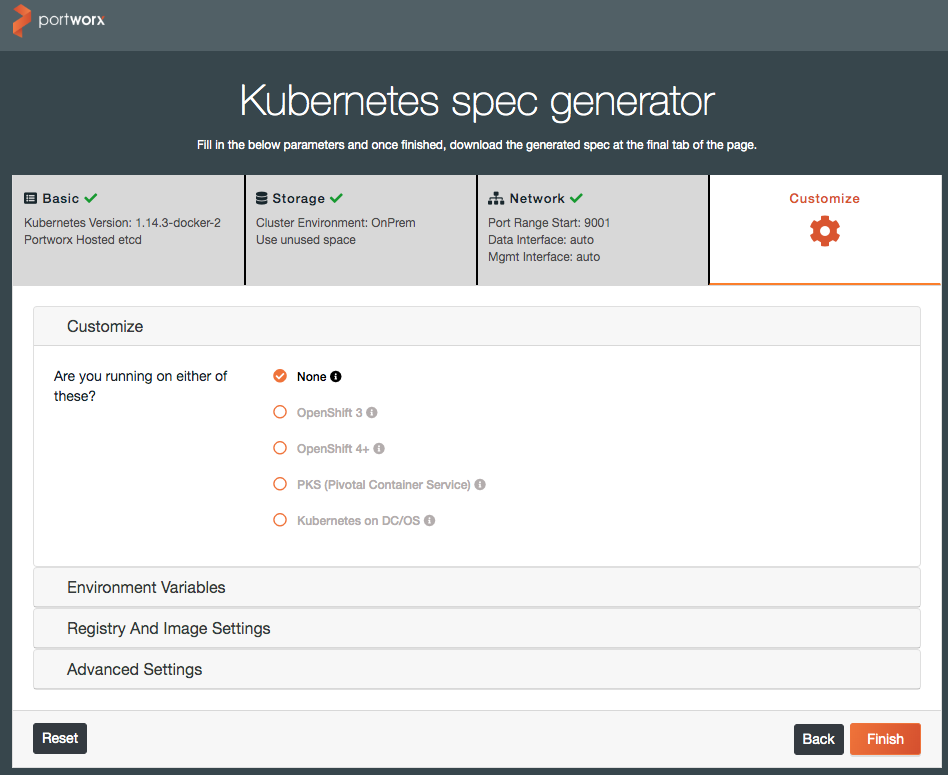 portworx
Kubernetes spec generator
Fill in the below parameters and once finished, download the generated spec at the final tab of the page.
Basic
Kubernetes Version: 1.14.3-docker-2
Portworx Hosted etcd
Storage
Cluster Environment: OnPrem
Use unused space
Network
Port Range Start: 9001
Data Interface: auto
Mgmt Interface: auto
Customize
Customize
Are you running on either of
these?
None
OpenShift 3
OpenShift 4+
PKS (Pivotal Container Service)
Kubernetes on DC/OS
Environment Variables
Registry And Image Settings
Advanced Settings
Reset
Back
Finish